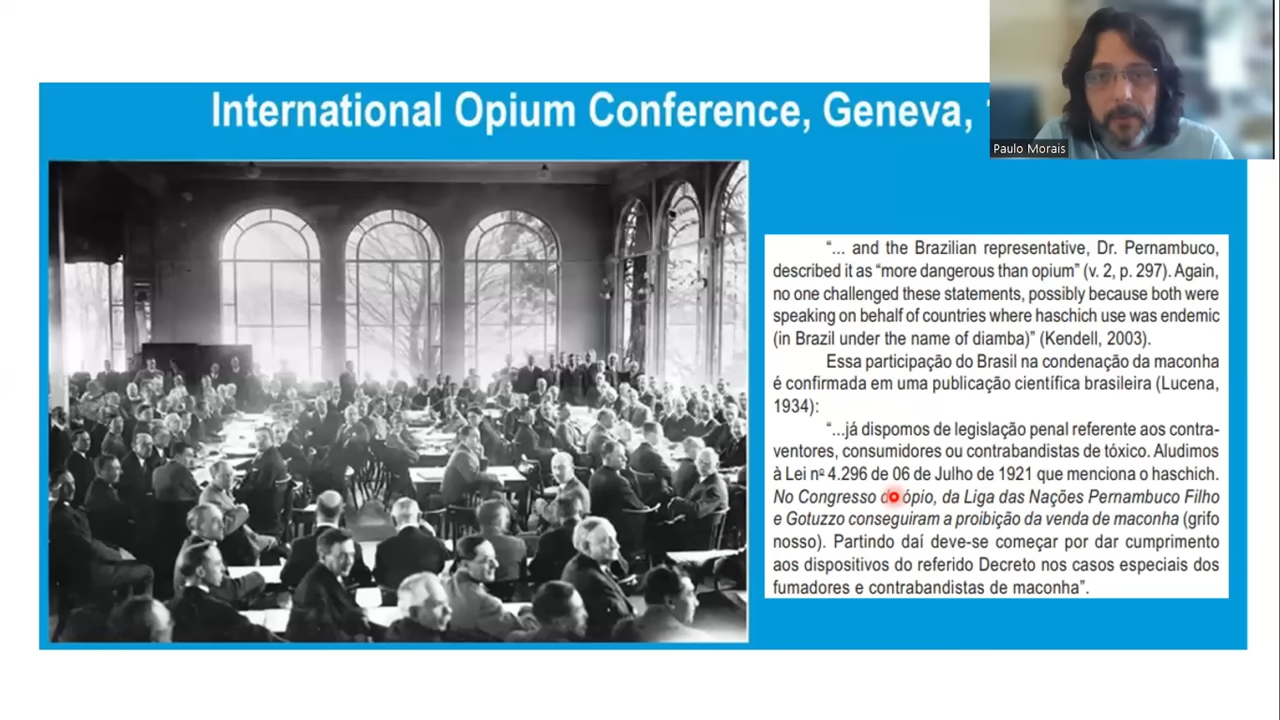 International Opium Conference, Geneva,
Paulo Morais
“... and the Brazilian representative, Dr. Pernambuco,
described it as “more dangerous than opium” (v. 2, p. 297). Again,
no one challenged these statements, possibly because both were
speaking on behalf of countries where haschich use was endemic
(in Brazil under the name of diamba)” (Kendell, 2003).
Essa participação do Brasil na condenação da maconha
é confirmada em uma publicação científica brasileira (Lucena,
1934):
“...já dispomos de legislação penal referente aos contra-
ventores, consumidores ou contrabandistas de tóxico. Aludimos
à Lei nº 4.296 de 06 de Julho de 1921 que menciona o haschich.
No Congresso ópio, da Liga das Nações Pernambuco Filho
e Gotuzzo conseguiram a proibição da venda de maconha (grifo
nosso). Partindo daí deve-se começar por dar cumprimento
aos dispositivos do referido Decreto nos casos especiais dos
fumadores e contrabandistas de maconha”.